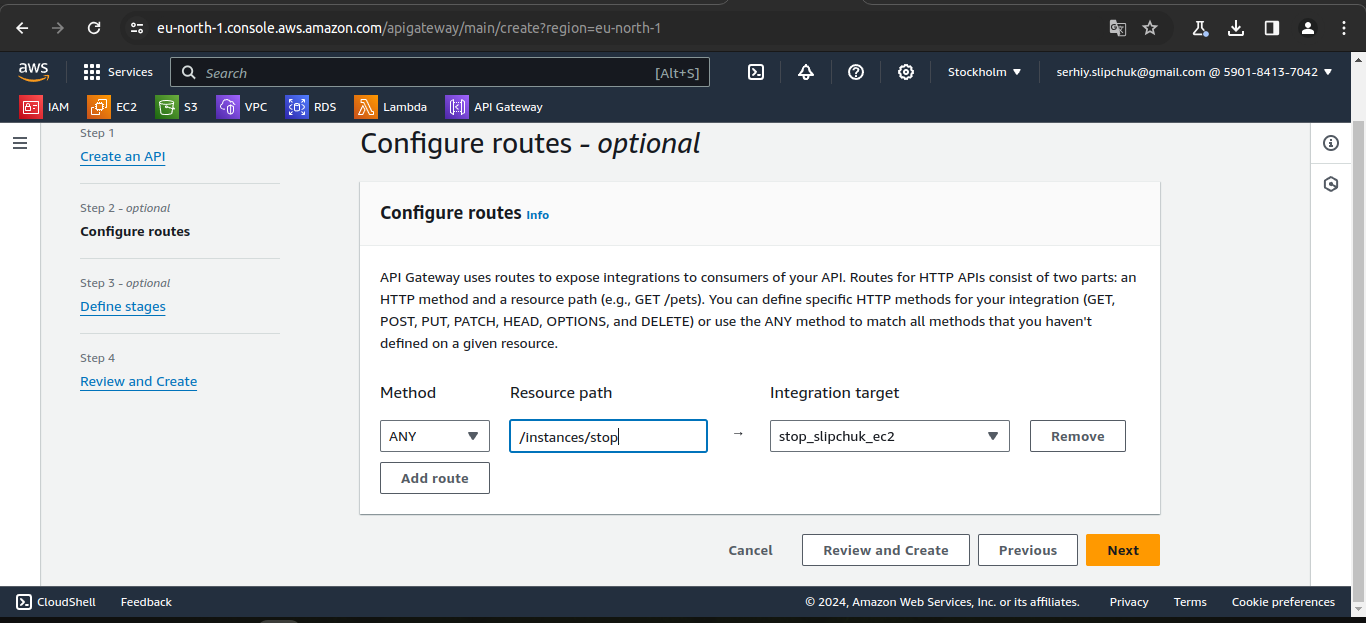 eu-north-1.console.aws.amazon.com/apigateway/main/create?region=eu-north-1
aws
Services
Search
[Alt+S]
Stockholm
serhiy.slipchuk@gmail.com @ 5901-8413-7042
IAM
EC2
S3
VPC
RDS
Lambda
API Gateway
Step 1
Create an API
Step 2 - optional
Configure routes
Step 3 - optional
Define stages
Step 4
Review and Create
Configure routes - optional
Configure routes Info
API Gateway uses routes to expose integrations to consumers of your API. Routes for HTTP APIs consist of two parts: an
HTTP method and a resource path (e.g., GET /pets). You can define specific HTTP methods for your integration (GET,
POST, PUT, PATCH, HEAD, OPTIONS, and DELETE) or use the ANY method to match all methods that you haven't
defined on a given resource.
Method
Resource path
Integration target
ANY
/instances/stop
→
stop_slipchuk_ec2
Remove
Add route
Cancel
Review and Create
Previous
Next
CloudShell
Feedback
© 2024, Amazon Web Services, Inc. or its affiliates.
Privacy
Terms
Cookie preferences